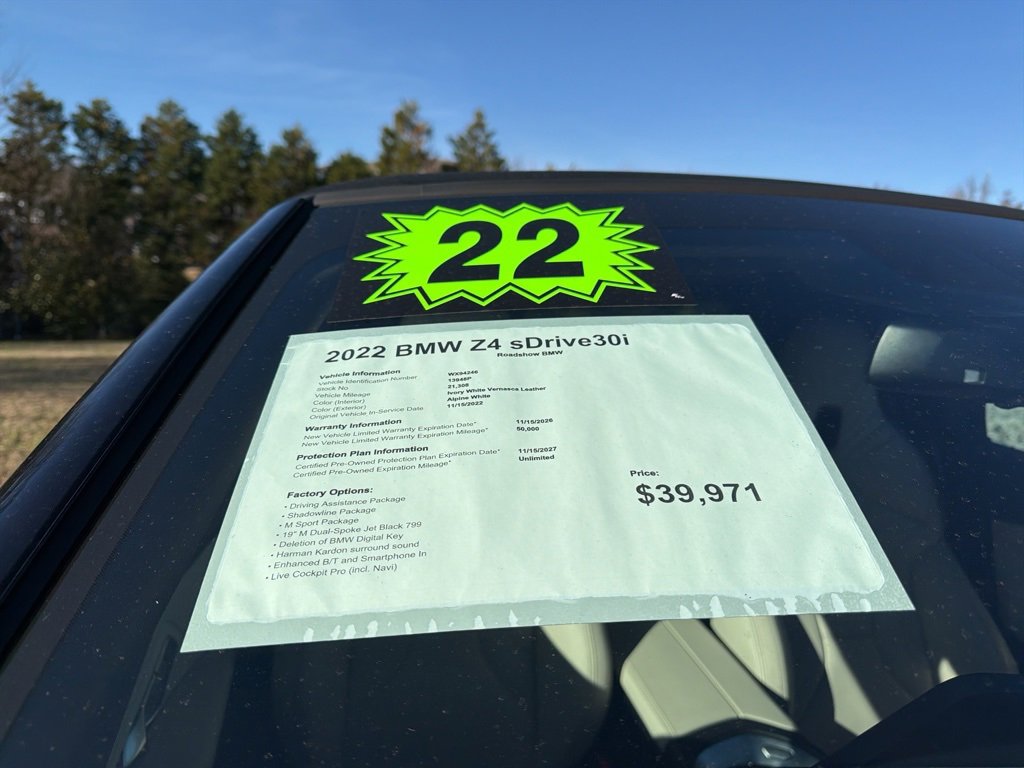 22
2022 BMW Z4 sDrive30i
Roadshow BMW
Vehicle Information
Vehicle Identification Number WX94246
Stock No 13946P
Vehicle Mileage 21,308
Color (Interior) Ivory White Vernasca Leather
Color (Exterior) Alpine White
Original Vehicle In-Service Date 11/15/2022
Warranty Information
New Vehicle Limited Warranty Expiration Date* 11/15/2026
New Vehicle Limited Warranty Expiration Mileage* 50,000
Protection Plan Information
Certified Pre-Owned Protection Plan Expiration Date* 11/15/2027
Certified Pre-Owned Expiration Mileage* Unlimited
Price:
$39,971
Factory Options:
• Driving Assistance Package
• Shadowline Package
• M Sport Package
• 19" M Dual-Spoke Jet Black 799
• Deletion of BMW Digital Key
• Harman Kardon surround sound
• Enhanced B/T and Smartphone In
• Live Cockpit Pro (incl. Navi)